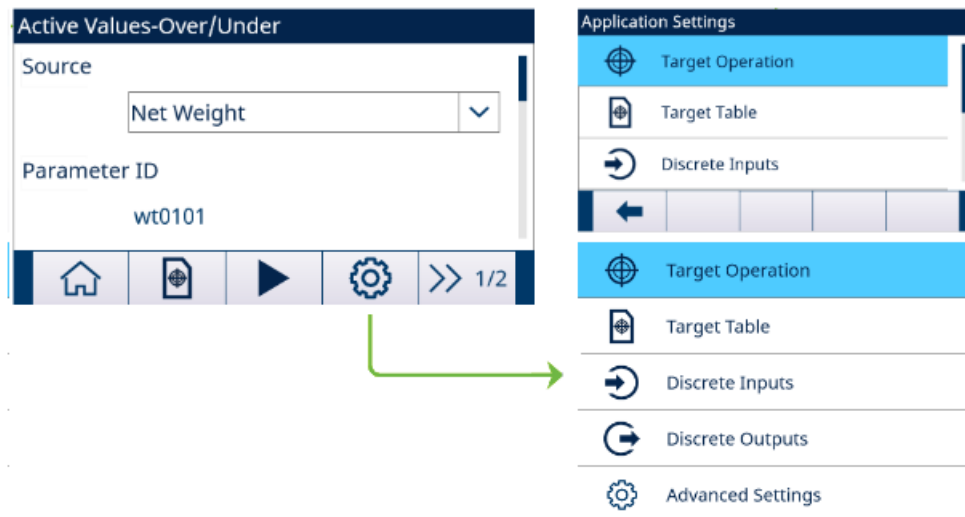 Active Values-Over/Under
Source
Net Weight
Parameter ID
wt0101
1/2
Application Settings
Target Operation
Target Table
Discrete Inputs
Target Operation
Target Table
Discrete Inputs
Discrete Outputs
Advanced Settings